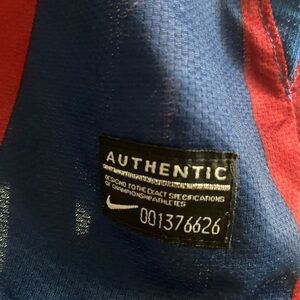 AUTHENTIC
DESIGNED TO THE EXACT SPECIFICATIONS
OF CHAMPIONSHIP ATHLETES
001376626